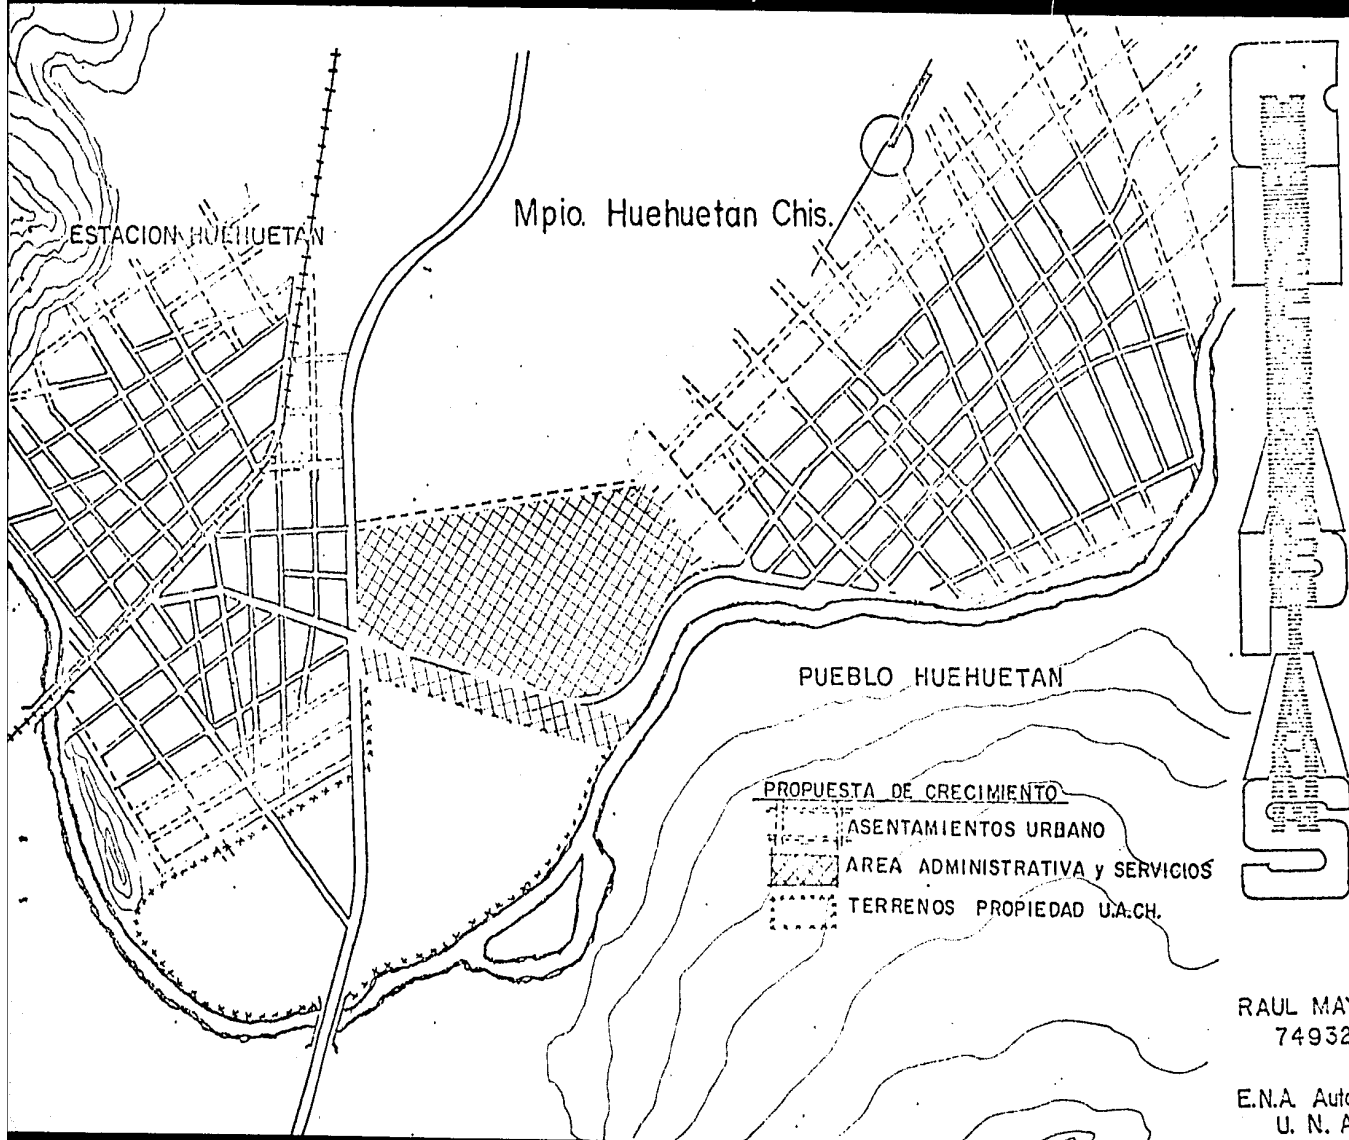 Mpio. Huehuetan Chis.
ESTACION HUEHUETAN
PUEBLO HUEHUETAN
PROPUESTA DE CRECIMIENTO
ASENTAMIENTOS URBANO
AREA ADMINISTRATIVA y SERVICIOS
TERRENOS PROPIEDAD U.A.CH.
RAUL
74932
E.N.A.
U. N.